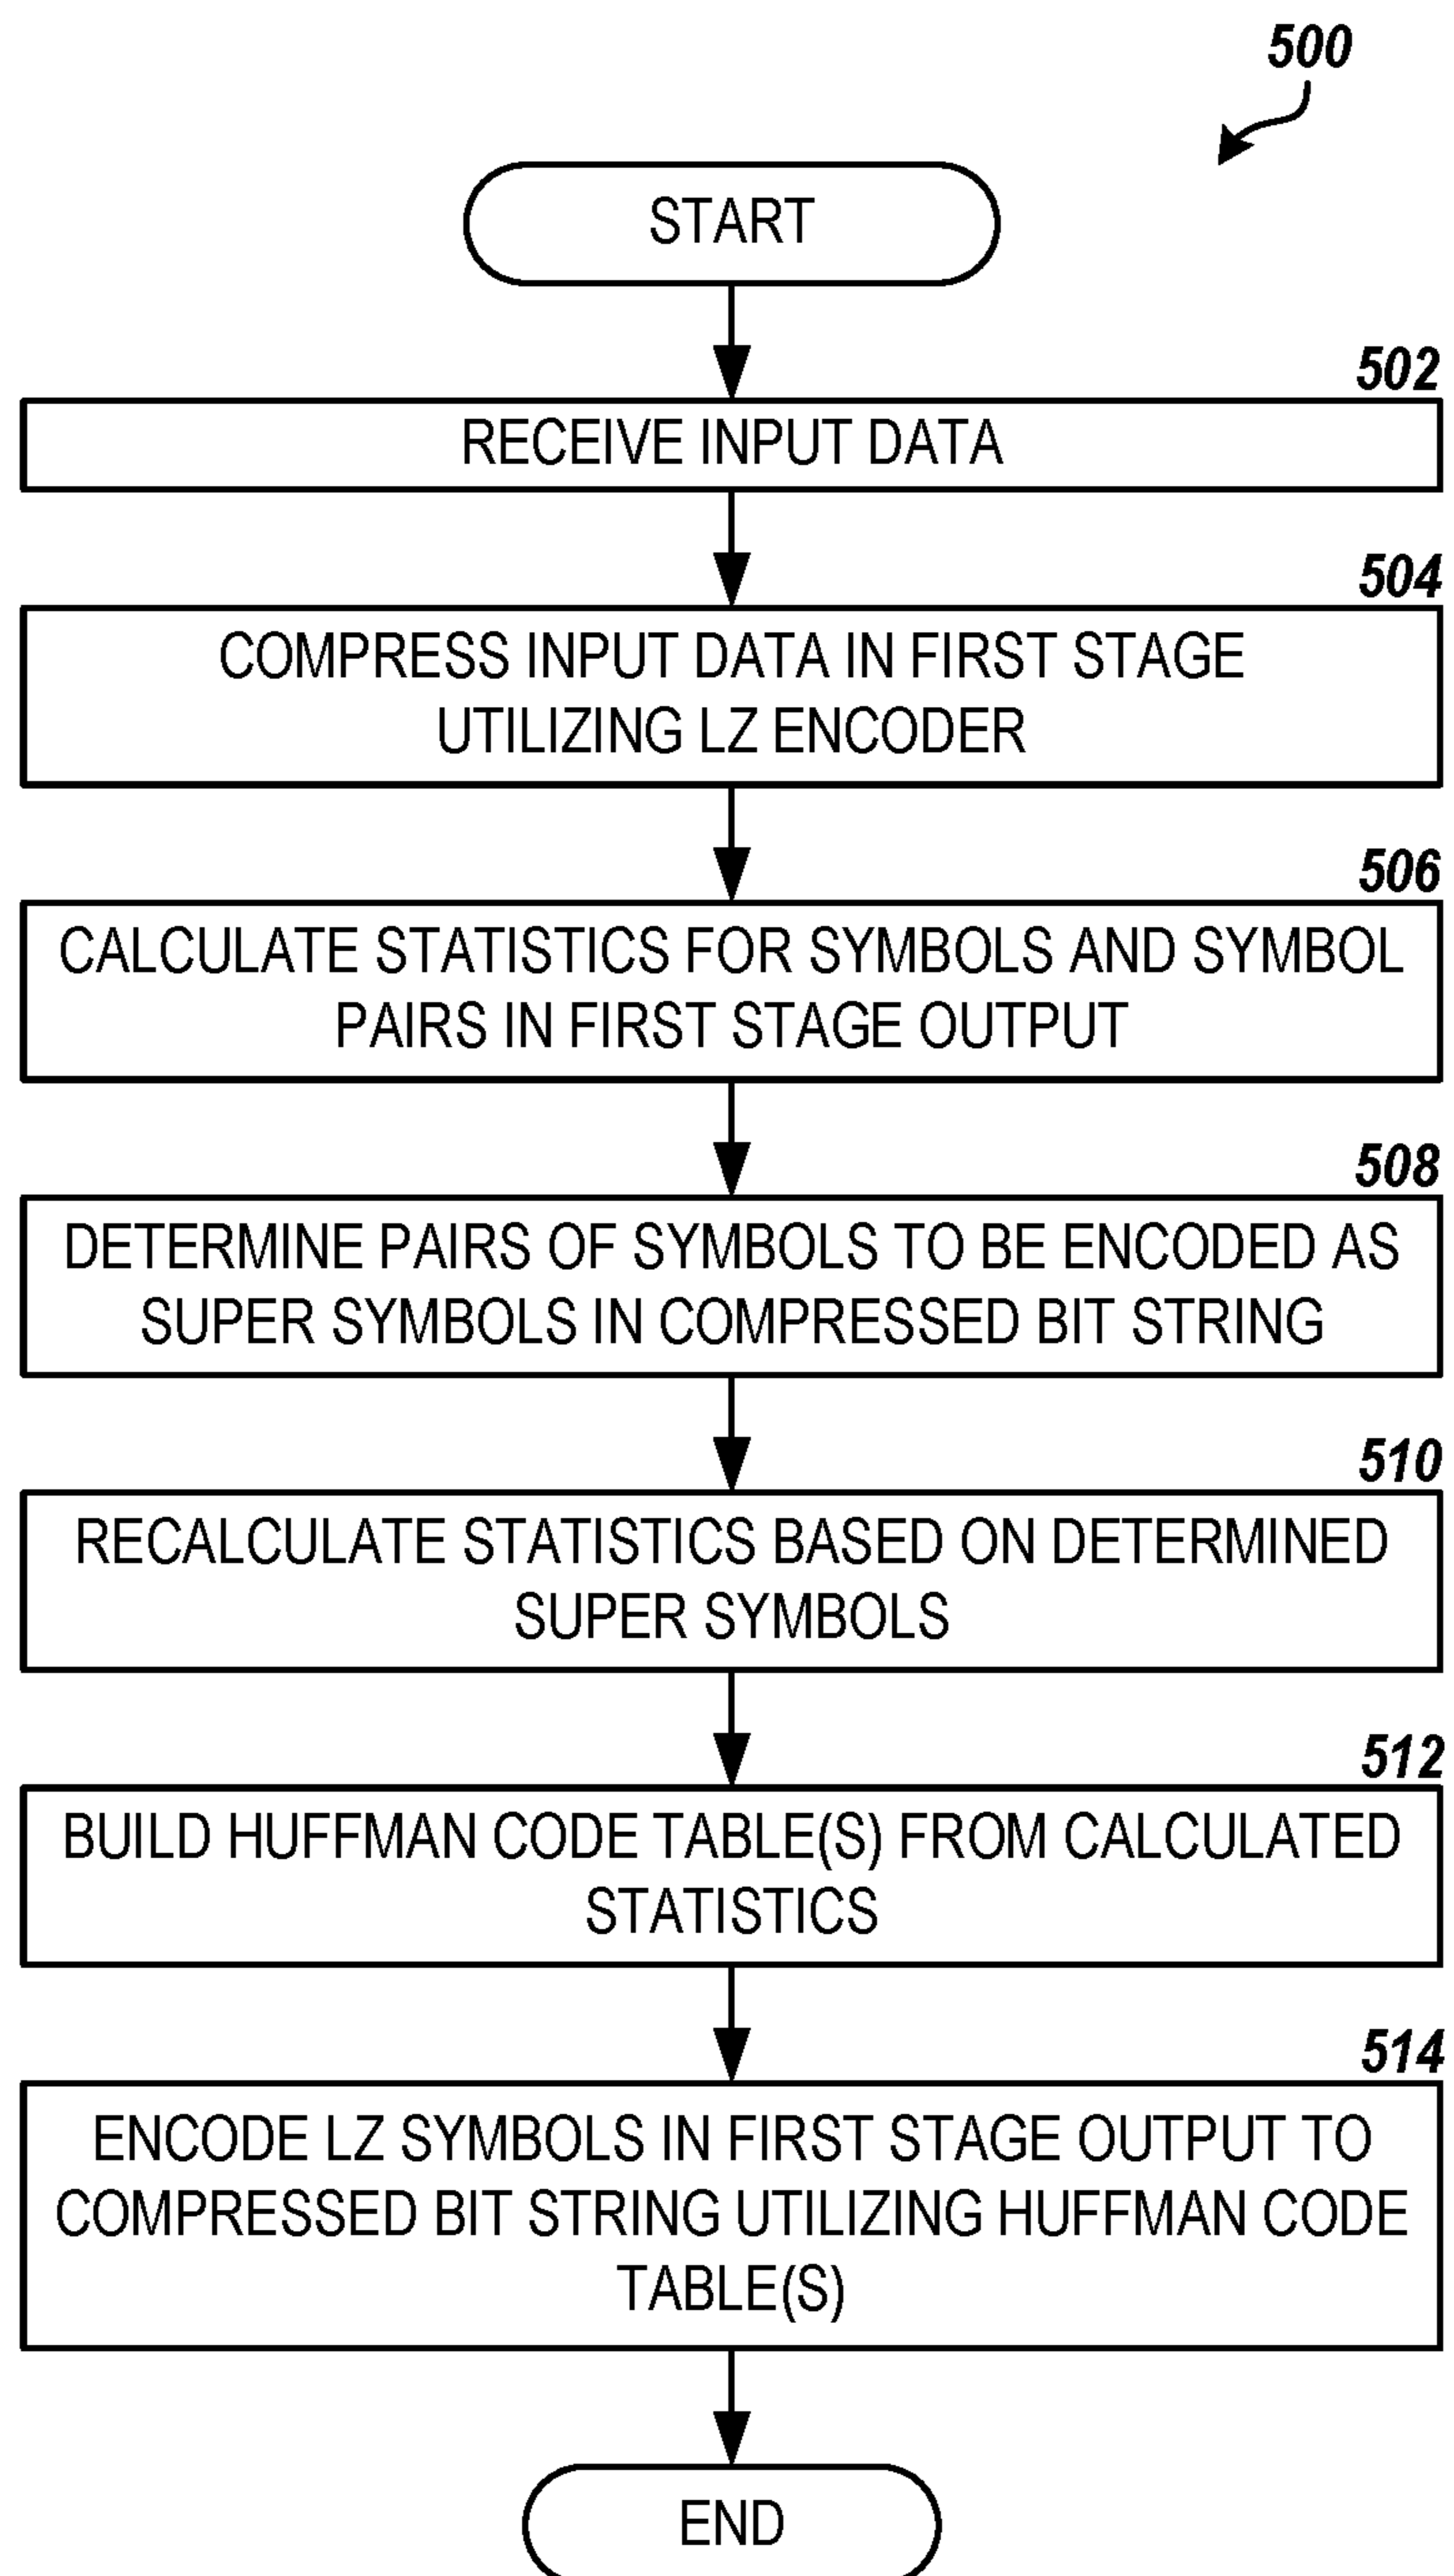 500
START
502
RECEIVE INPUT DATA
504
COMPRESS INPUT DATA IN FIRST STAGE
UTILIZING LZ ENCODER
506
CALCULATE STATISTICS FOR SYMBOLS AND SYMBOL
PAIRS IN FIRST STAGE OUTPUT
508
DETERMINE PAIRS OF SYMBOLS TO BE ENCODED AS
SUPER SYMBOLS IN COMPRESSED BIT STRING
510
RECALCULATE STATISTICS BASED ON DETERMINED
SUPER SYMBOLS
512
BUILD HUFFMAN CODE TABLE(S) FROM CALCULATED
STATISTICS
514
ENCODE LZ SYMBOLS IN FIRST STAGE OUTPUT TO
COMPRESSED BIT STRING UTILIZING HUFFMAN CODE
TABLE(S)
END